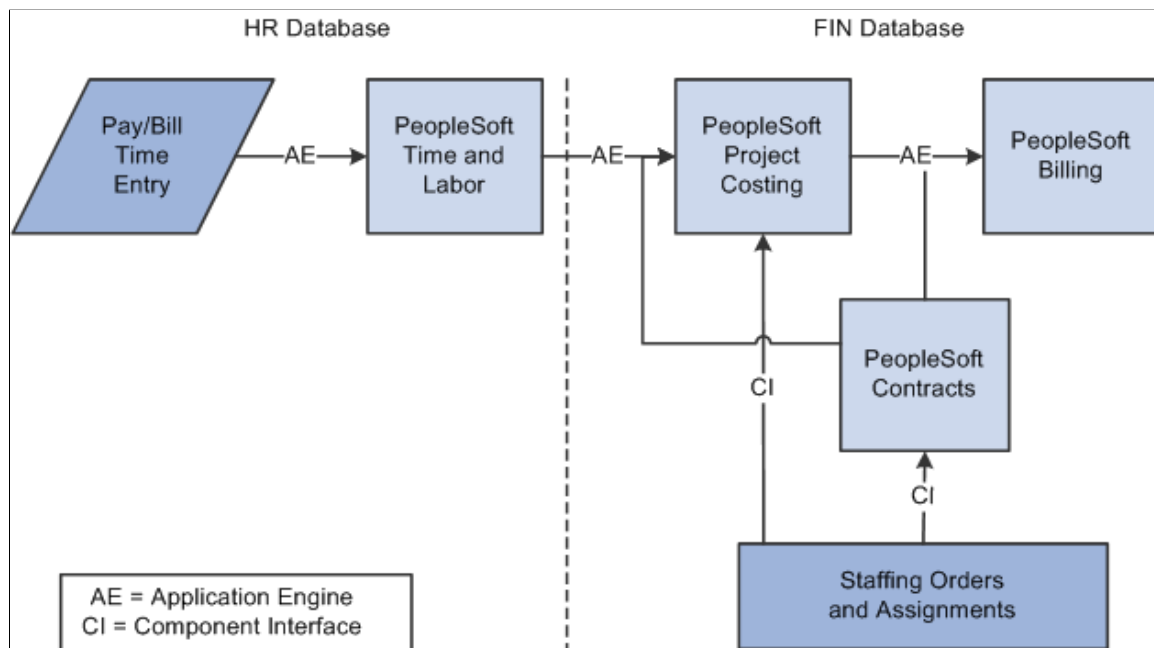 HR Database
FIN Database
Pay/Bill
Time
Entry
AE
PeopleSoft
Time and
Labor
AE
PeopleSoft
Project
Costing
AE
PeopleSoft
Billing
PeopleSoft
Contracts
CI
CI
Staffing Orders
and Assignments
AE = Application Engine
CI = Component Interface